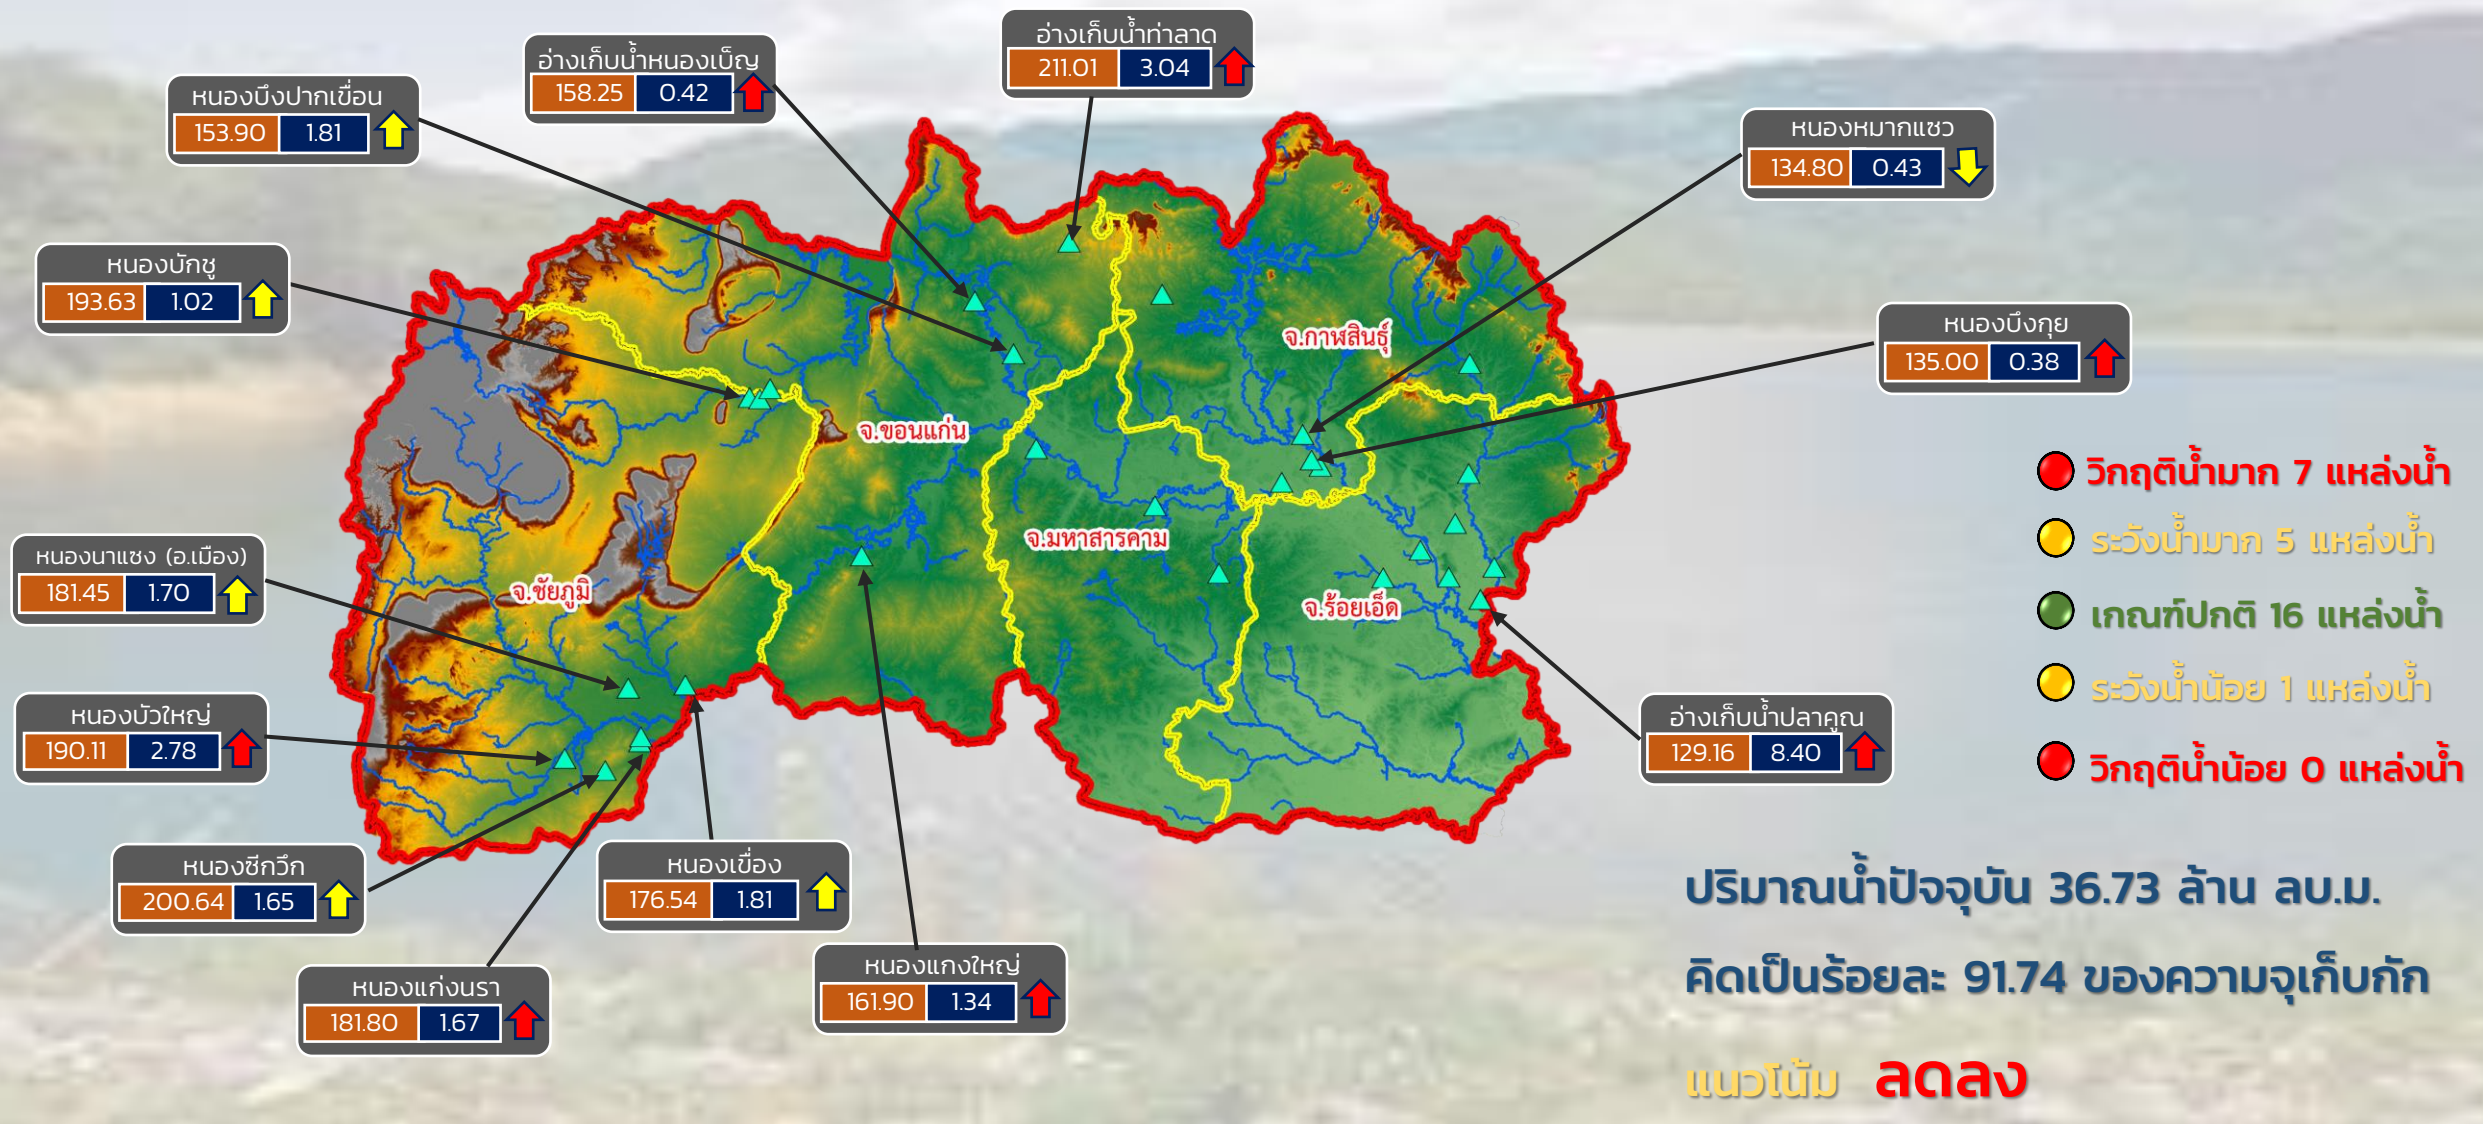 อ่างเก็บน้ำท่าลาด
211.01 3.04
อ่างเก็บน้ำหนองเบ็ญ
158.25 0.42
หนองบึงปากเขื่อน
153.90 1.81
หนองหมากแซว
134.80 0.43
หนองบักชู
193.63 1.02
หนองบึงกุย
135.00 0.38
จ.กาฬสินธุ์
จ.ขอนแก่น
จ.มหาสารคาม
จ.ชัยภูมิ
จ.ร้อยเอ็ด
หนองนาแซง (อ.เมือง)
181.45 1.70
หนองบัวใหญ่
190.11 2.78
อ่างเก็บน้ำปลาคูณ
129.16 8.40
หนองซีกวึก
200.64 1.65
หนองเขื่อง
176.54 1.81
หนองแก่งนรา
181.80 1.67
หนองแกงใหญ่
161.90 1.34
วิกฤติน้ำมาก 7 แหล่งน้ำ
ระวังน้ำมาก 5 แหล่งน้ำ
เกณฑ์ปกติ 16 แหล่งน้ำ
ระวังน้ำน้อย 1 แหล่งน้ำ
วิกฤติน้ำน้อย 0 แหล่งน้ำ
ปริมาณน้ำปัจจุบัน 36.73 ล้าน ลบ.ม.
คิดเป็นร้อยละ 91.74 ของความจุเก็บกัก
แนวโน้ม ลดลง